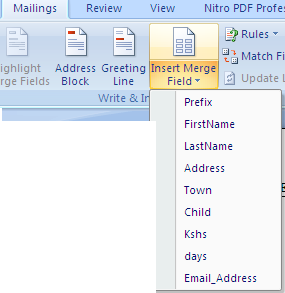 Mailings Review View Nitro PDF Profes
Rules
Match Fi
Update L
highlight Address Greeting Insert Merge
rge Fields Block Line Field
Write & In
Prefix
FirstName
LastName
Address
Town
Child
Kshs
days
Email_Address